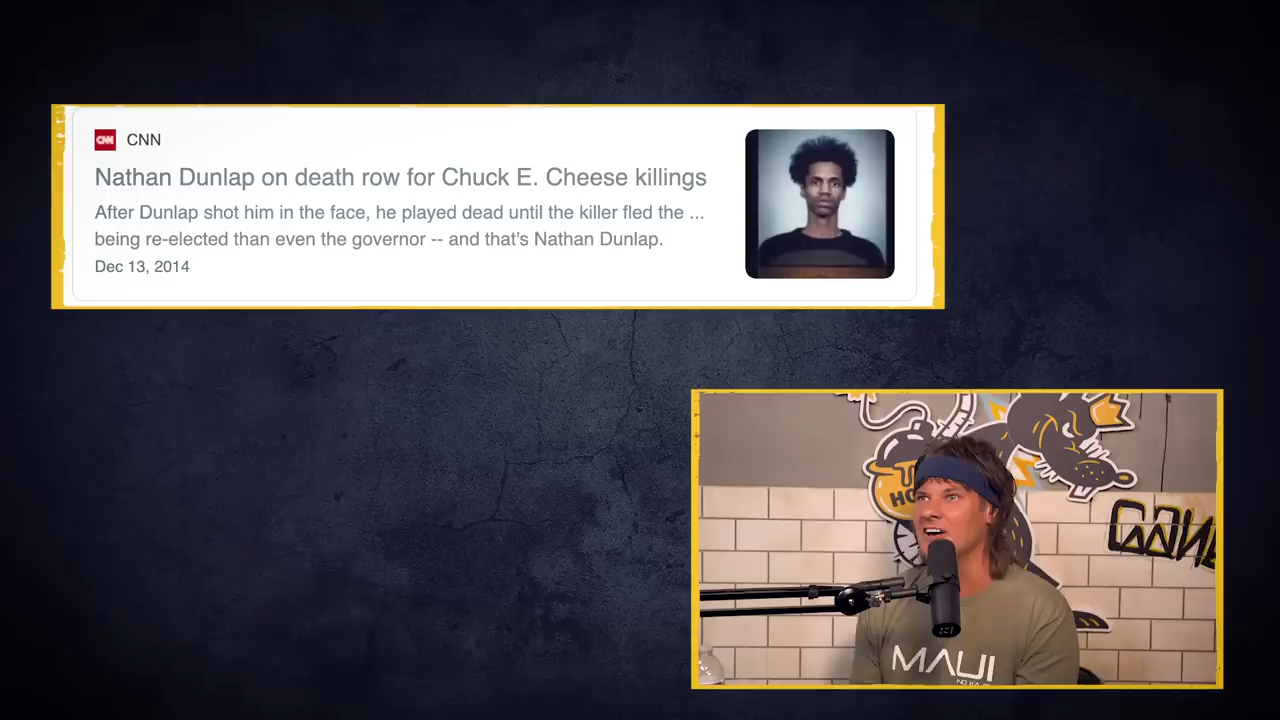 CNN
CNN
Nathan Dunlap on death row for Chuck E. Cheese killings
After Dunlap shot him in the face, he played dead until the killer fled the ...
being re-elected than even the governor -- and that's Nathan Dunlap.
Dec 13, 2014
MAUI